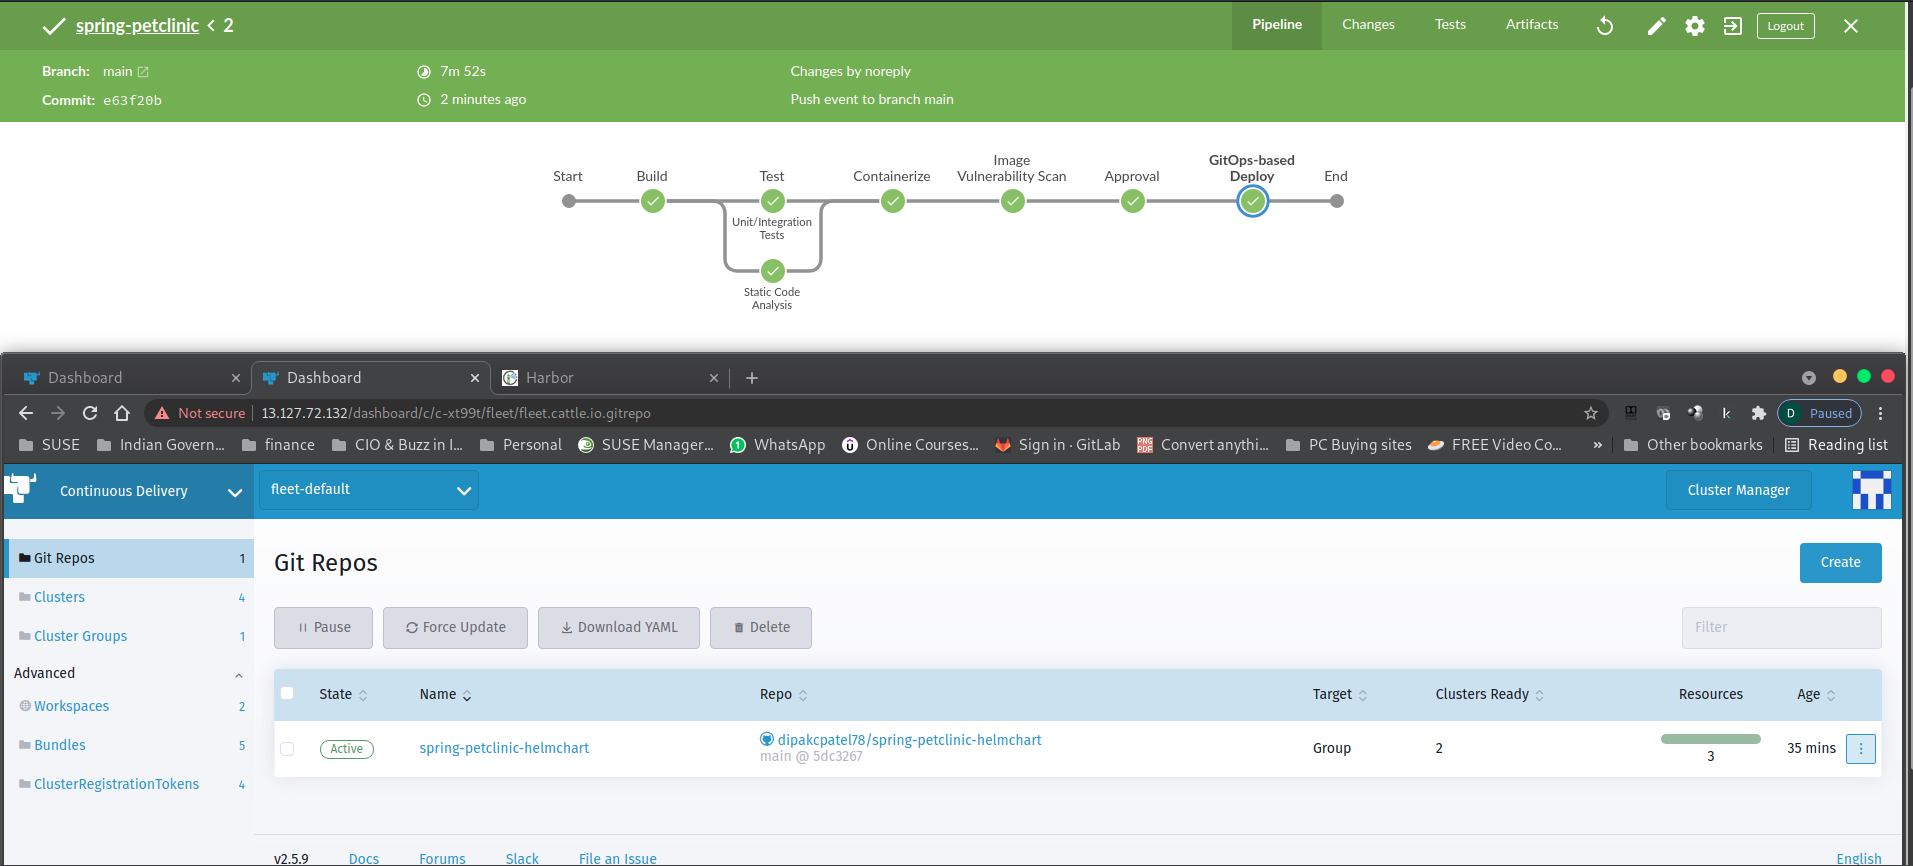 spring-petclinic < 2
Pipeline Changes Tests Artifacts Logout
Branch: main 7m 52s Changes by noreply
Commit: e63f20b 2 minutes ago Push event to branch main
Start Build Test Containerize Image Vulnerability Scan Approval GitOps-based Deploy End
Unit/Integration
Tests
Static Code
Analysis
Dashboard Dashboard Harbor
Not secure 13.127.72.132/dashboard/c/c-xt99t/fleet/fleet.cattle.io.gitrepo D Paused
SUSE Indian Govern... finance CIO & Buzz in I... Personal SUSE Manager... WhatsApp Online Courses... Sign in · GitLab PNG PDF Convert anythi... PC Buying sites FREE Video Co... » Other bookmarks Reading list
Continuous Delivery fleet-default Cluster Manager
Git Repos 1
Clusters 4
Cluster Groups 1
Advanced
Workspaces 2
Bundles 5
ClusterRegistrationTokens 4
Git Repos Create
Pause Force Update Download YAML Delete Filter
State Name Repo Target Clusters Ready Resources Age
Active spring-petclinic-helmchart dipakcpatel78/spring-petclinic-helmchart Group 2 3 35 mins
main @ 5dc3267
v2.5.9 Docs Forums Slack File an Issue English